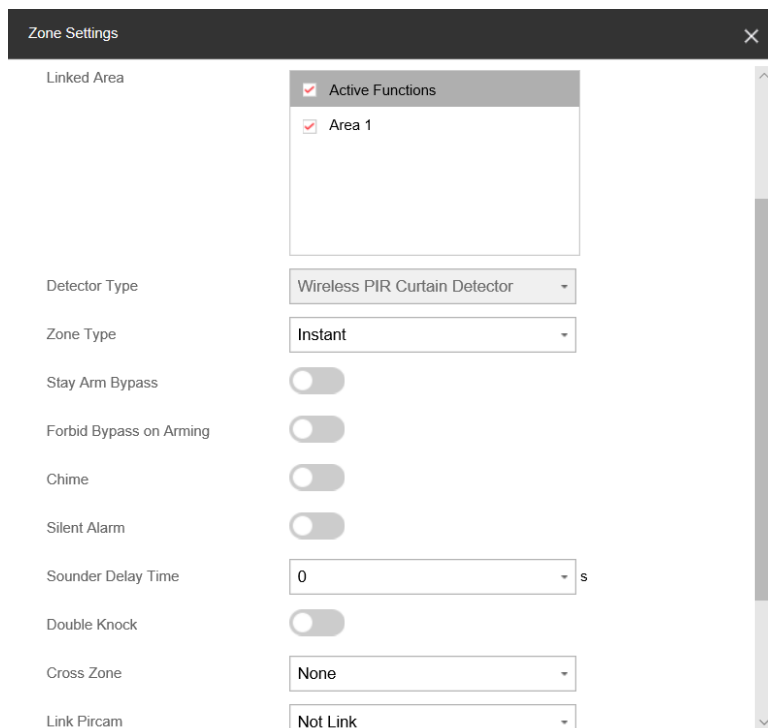 Zone Settings
Linked Area
Active Functions
Area 1
Detector Type
Wireless PIR Curtain Detector
Zone Type
Instant
Stay Arm Bypass
Forbid Bypass on Arming
Chime
Silent Alarm
Sounder Delay Time
0
s
Double Knock
Cross Zone
None
Link Pircam
Not Link